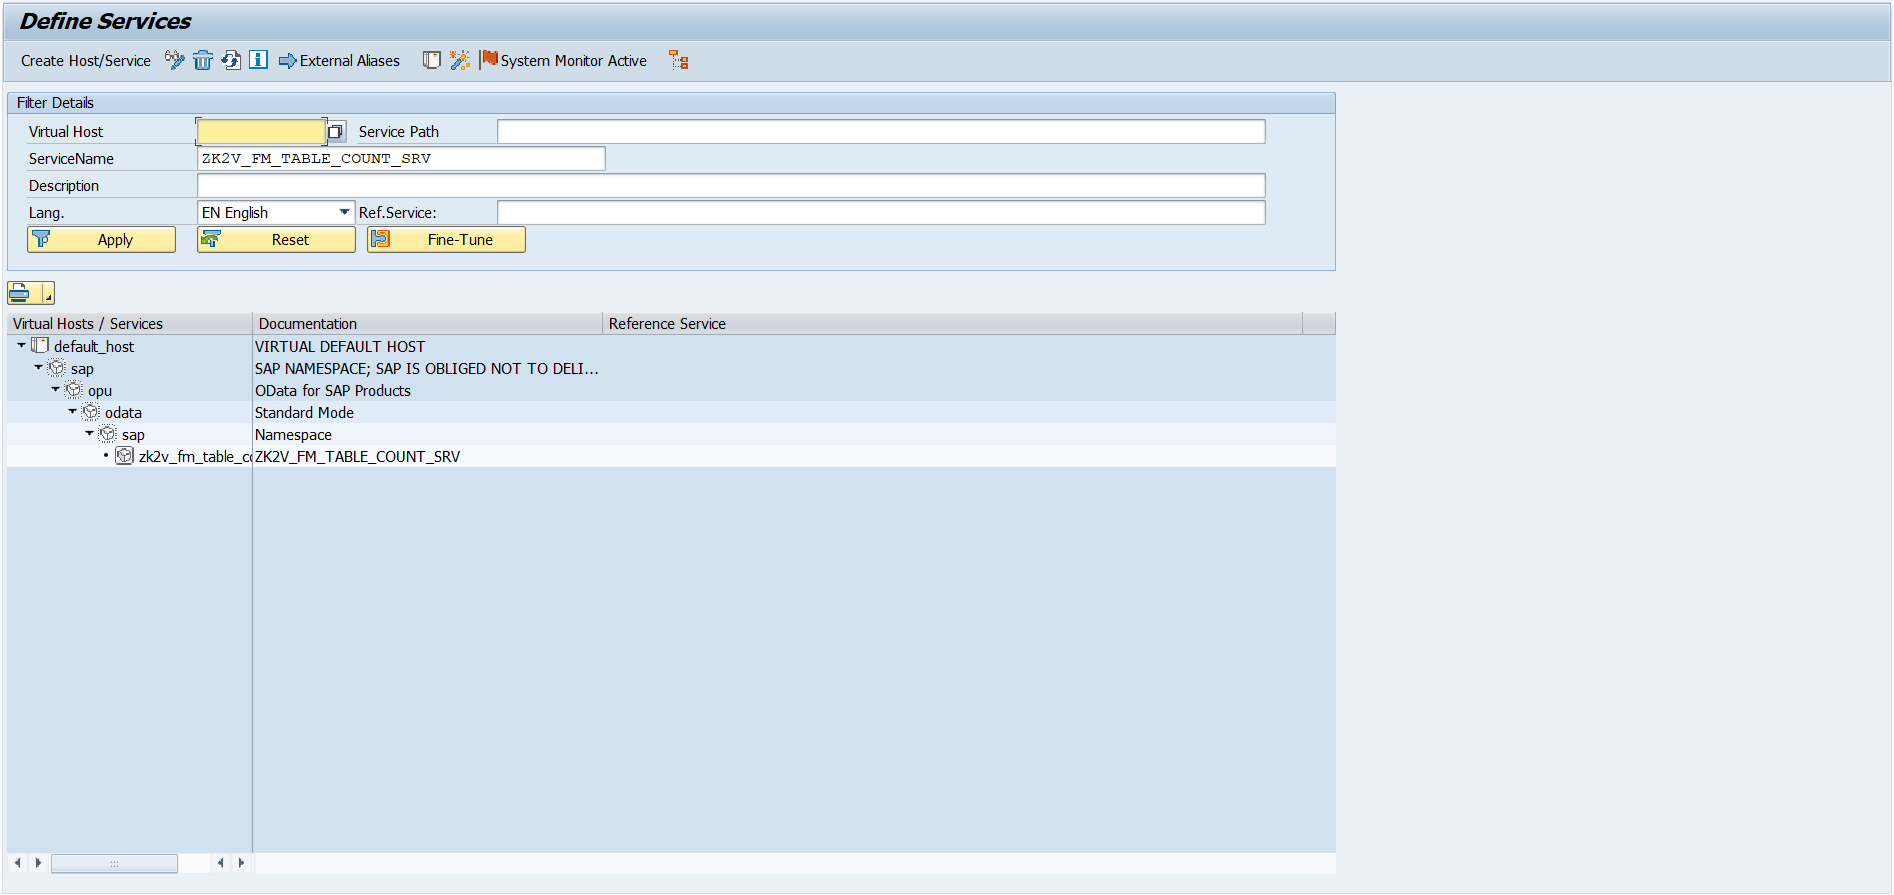 Define Services
Create Host/Service External Aliases System Monitor Active
Filter Details
Virtual Host Service Path
ServiceName ZK2V_FM_TABLE_COUNT_SRV
Description
Lang. EN English Ref.Service:
Apply Reset Fine-Tune
Virtual Hosts / Services Documentation Reference Service
default_host VIRTUAL DEFAULT HOST
sap SAP NAMESPACE; SAP IS OBLIGED NOT TO DELI...
opu OData for SAP Products
odata Standard Mode
sap Namespace
zk2v_fm_table_co ZK2V_FM_TABLE_COUNT_SRV